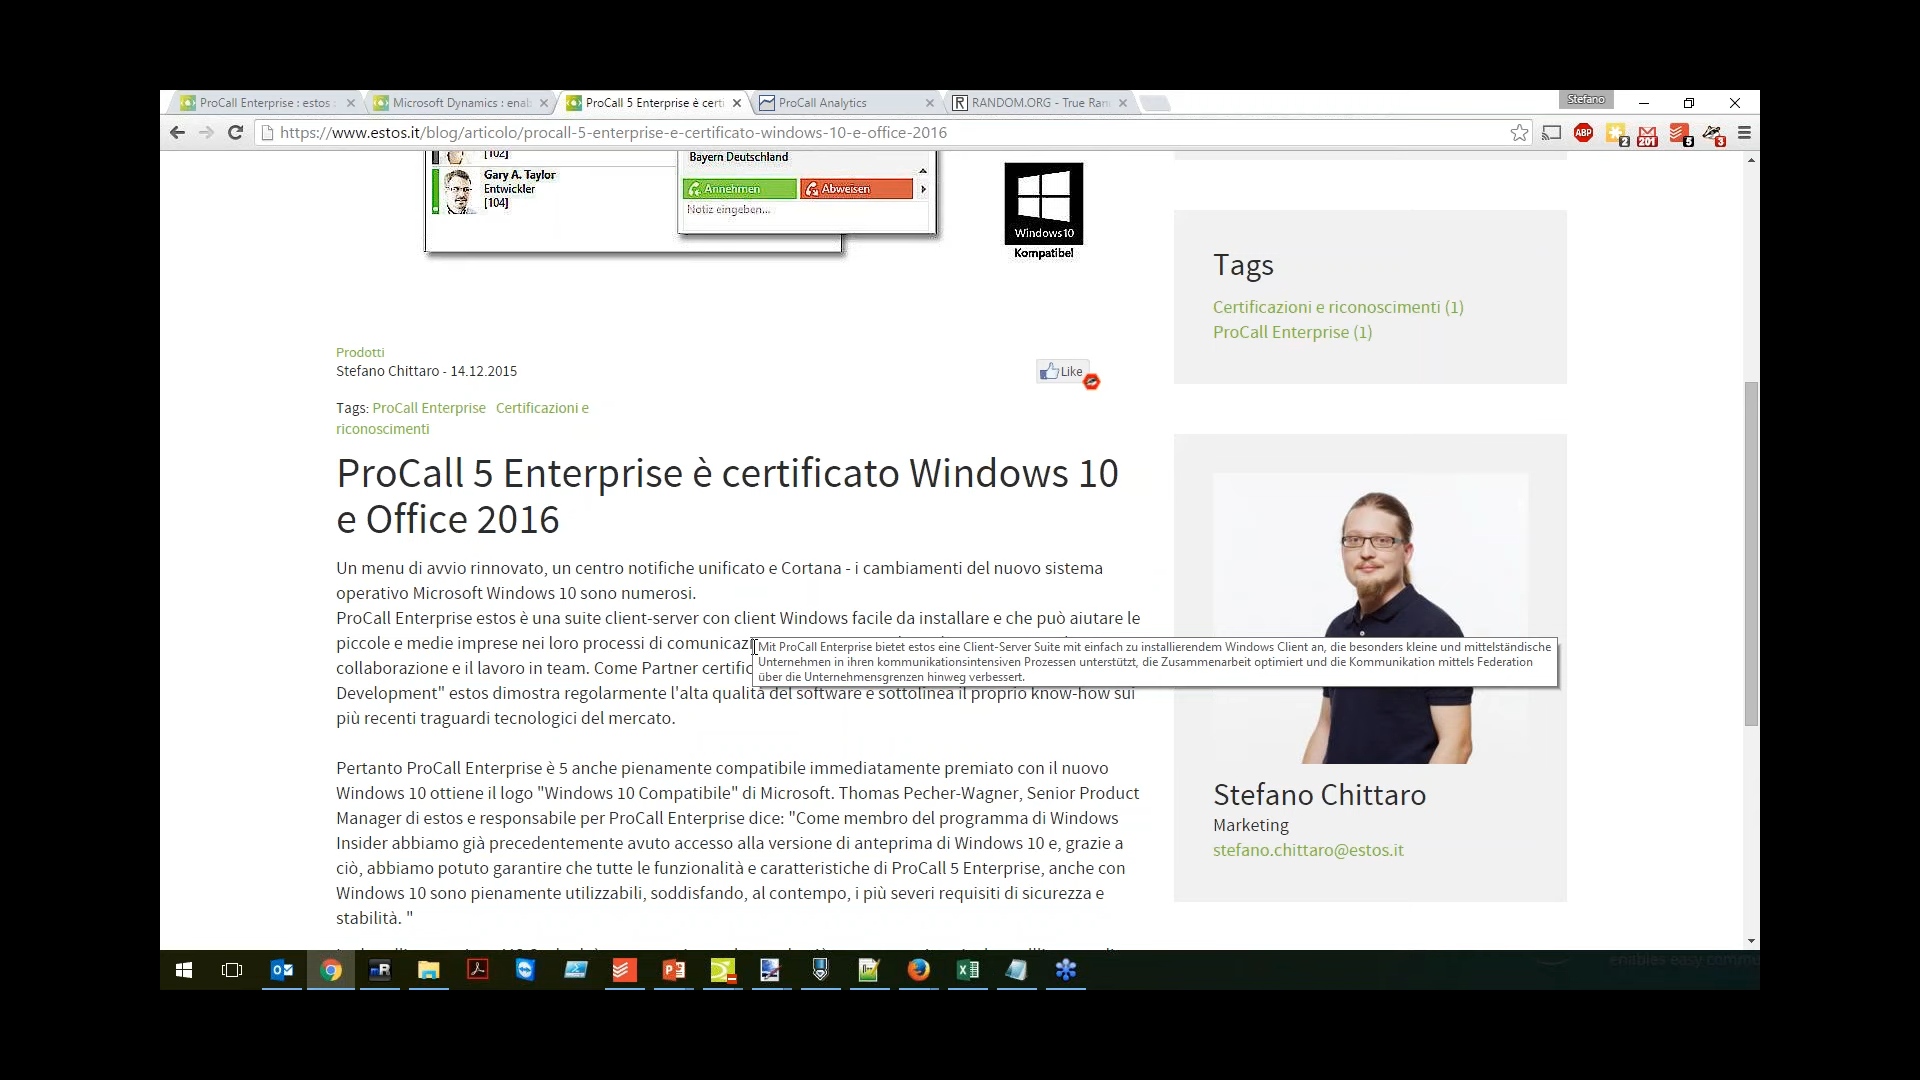 ProCall Enterprise : estos
Microsoft Dynamics : enab
ProCall 5 Enterprise è certi
ProCall Analytics
RANDOM.ORG - True Ran
Stefano
https://www.estos.it/blog/articolo/procall-5-enterprise-e-certificato-windows-10-e-office-2016
ABP
2
201
5
3
[102]
Gary A. Taylor
Entwickler
[104]
Bayern Deutschland
Annehmen
Abweisen
Notiz eingeben...
Windows10
Kompatibel
Tags
Certificazioni e riconoscimenti (1)
ProCall Enterprise (1)
Prodotti
Stefano Chittaro - 14.12.2015
Like
Tags: ProCall Enterprise Certificazioni e
riconoscimenti
ProCall 5 Enterprise è certificato Windows 10
e Office 2016
Un menu di avvio rinnovato, un centro notifiche unificato e Cortana - i cambiamenti del nuovo sistema
operativo Microsoft Windows 10 sono numerosi.
ProCall Enterprise estos è una suite client-server con client Windows facile da installare e che può aiutare le
piccole e medie imprese nei loro processi di comunicazi
collaborazione e il lavoro in team. Come Partner certific
Development" estos dimostra regolarmente l'alta qualità del software e sottolinea il proprio know-how sui
più recenti traguardi tecnologici del mercato.
Mit ProCall Enterprise bietet estos eine Client-Server Suite mit einfach zu installierendem Windows Client an, die besonders kleine und mittelständische
Unternehmen in ihren kommunikationsintensiven Prozessen unterstützt, die Zusammenarbeit optimiert und die Kommunikation mittels Federation
über die Unternehmensgrenzen hinweg verbessert.
Pertanto ProCall Enterprise è 5 anche pienamente compatibile immediatamente premiato con il nuovo
Windows 10 ottiene il logo "Windows 10 Compatibile" di Microsoft. Thomas Pecher-Wagner, Senior Product
Manager di estos e responsabile per ProCall Enterprise dice: "Come membro del programma di Windows
Insider abbiamo già precedentemente avuto accesso alla versione di anteprima di Windows 10 e, grazie a
ciò, abbiamo potuto garantire che tutte le funzionalità e caratteristiche di ProCall 5 Enterprise, anche con
Windows 10 sono pienamente utilizzabili, soddisfando, al contempo, i più severi requisiti di sicurezza e
stabilità. "
Stefano Chittaro
Marketing
stefano.chittaro@estos.it
enables easy commu